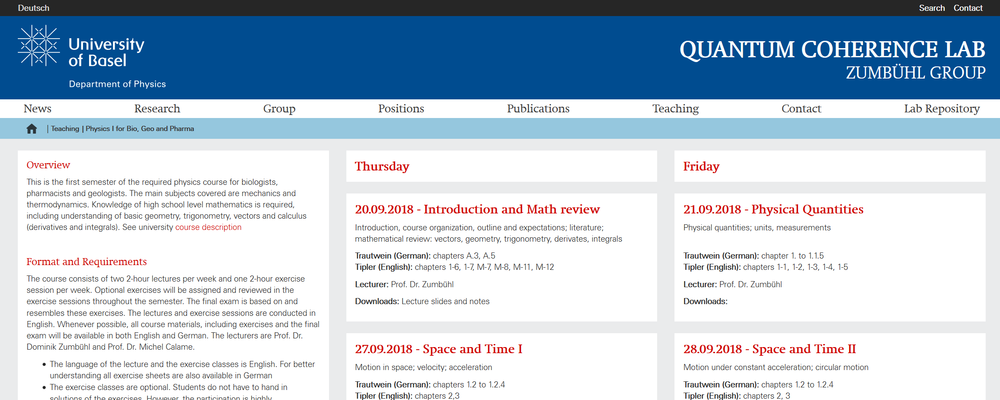 Deutsch
Search
Contact
University
of Basel
Department of Physics
QUANTUM COHERENCE LAB
ZUMBÜHL GROUP
News
Research
Group
Positions
Publications
Teaching
Contact
Lab Repository
| Teaching | Physics I for Bio, Geo and Pharma
Overview
This is the first semester of the required physics course for biologists,
pharmacists and geologists. The main subjects covered are mechanics and
thermodynamics. Knowledge of high school level mathematics is required,
including understanding of basic geometry, trigonometry, vectors and calculus
(derivatives and integrals). See university course description
Format and Requirements
The course consists of two 2-hour lectures per week and one 2-hour exercise
session per week. Optional exercises will be assigned and reviewed in the
exercise sessions throughout the semester. The final exam is based on and
resembles these exercises. The lectures and exercise sessions are conducted in
English. Whenever possible, all course materials, including exercises and the final
exam will be available in both English and German. The lecturers are Prof. Dr.
Dominik Zumbühl and Prof. Dr. Michel Calame.
• The language of the lecture and the exercise classes is English. For better
understanding all exercise sheets are also available in German
• The exercise classes are optional. Students do not have to hand in
solutions of the exercises. However, the participation is highly
Thursday
20.09.2018 - Introduction and Math review
Introduction, course organization, outline and expectations; literature;
mathematical review: vectors, geometry, trigonometry, derivates, integrals
Trautwein (German): chapters A.3, A.5
Tipler (English): chapters 1-6, 1-7, M-7, M-8, M-11, M-12
Lecturer: Prof. Dr. Zumbühl
Downloads: Lecture slides and notes
27.09.2018 - Space and Time I
Motion in space; velocity; acceleration
Trautwein (German): chapters 1.2 to 1.2.4
Tipler (English): chapters 2,3
Friday
21.09.2018 - Physical Quantities
Physical quantities; units, measurements
Trautwein (German): chapter 1. to 1.1.5
Tipler (English): chapters 1-1, 1-2, 1-3, 1-4, 1-5
Lecturer: Prof. Dr. Zumbühl
Downloads:
28.09.2018 - Space and Time II
Motion under constant acceleration; circular motion
Trautwein (German): chapters 1.2 to 1.2.4
Tipler (English): chapters 2, 3